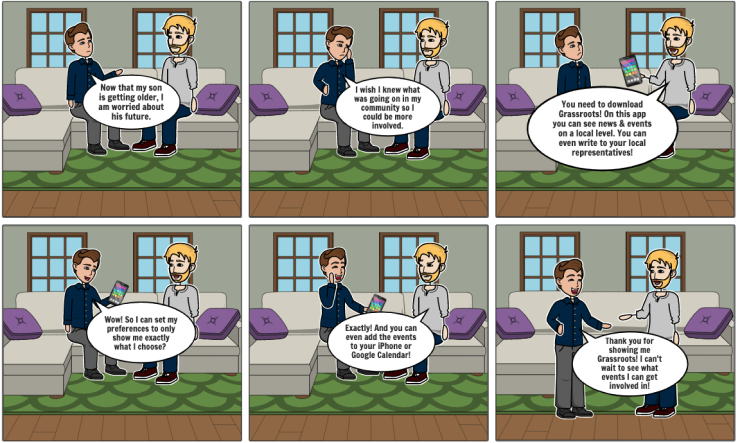 Now that my son
is getting older, I
am worried about
his future.
I wish I knew what
was going on in my
community so I
could be more
involved.
You need to download
Grassroots! On this app
you can see news & events
on a local level. You can
even write to your local
representatives!
Wow! So I can set my
preferences to only
show me exactly
what I choose?
Exactly! And you can
even add the events
to your iPhone or
Google Calendar!
Thank you for
showing me
Grassroots! I can't
wait to see what
events I can get
involved in!